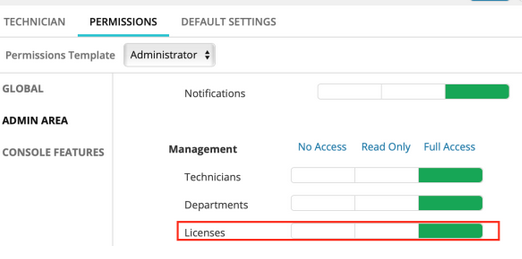 TECHNICIAN PERMISSIONS DEFAULT SETTINGS
Permissions Template Administrator
GLOBAL
Notifications
ADMIN AREA
Management No Access Read Only Full Access
CONSOLE FEATURES
Technicians
Departments
Licenses